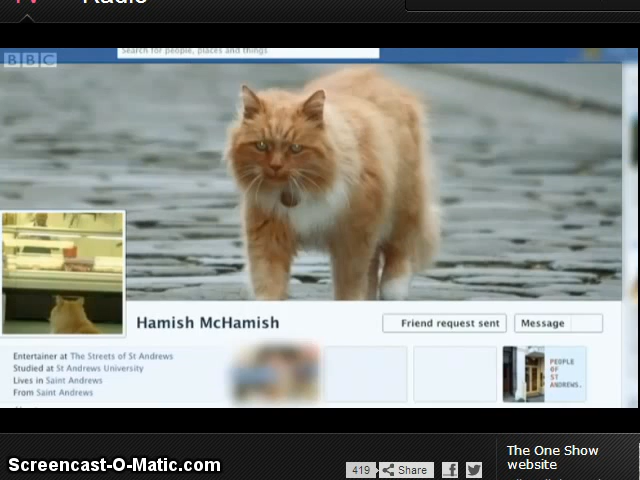 TV Radio
BBC
Search for people, places and things
Hamish McHamish
Friend request sent
Message
Entertainer at The Streets of St Andrews
Studied at St Andrews University
Lives in Saint Andrews
From Saint Andrews
PEOPLE
OF
ST
ANDREWS.
Screencast-O-Matic.com
419
Share
The One Show
website